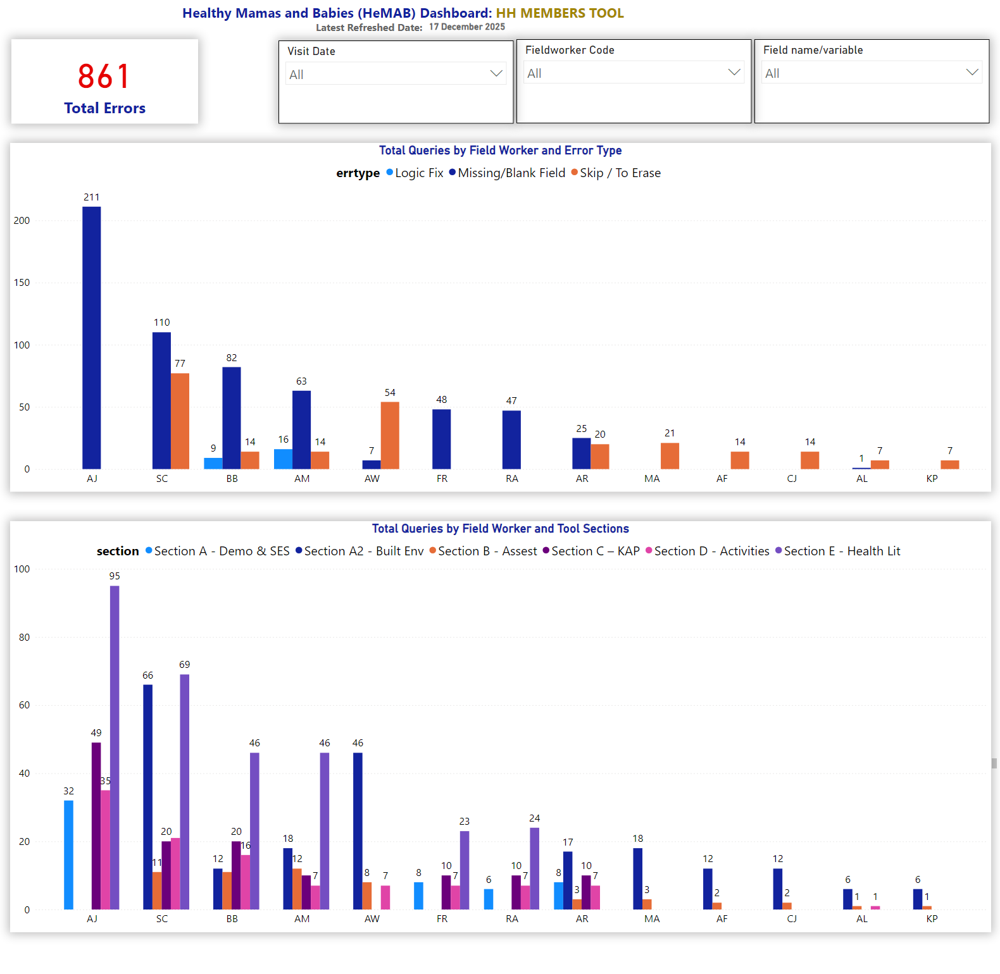 Healthy Mamas and Babies (HeMAB) Dashboard: HH MEMBERS TOOL
Latest Refreshed Date: 17 December 2025
861
Total Errors
Visit Date
All
Fieldworker Code
All
Field name/variable
All
Total Queries by Field Worker and Error Type
errtype Logic Fix Missing/Blank Field Skip / To Erase
200
150
100
50
0
211
110 77
9 82 14
16 63 14
7 54
48
47
25 20
21
14
14
1 7
7
AJ SC BB AM AW FR RA AR MA AF CJ AL KP
Total Queries by Field Worker and Tool Sections
section Section A - Demo & SES Section A2 - Built Env Section B - Assest Section C – KAP Section D - Activities Section E - Health Lit
100
80
60
40
20
0
32 49 35 95
66 11 20 69
12 20 16 46
18 12 7 46
46 8 7
8 10 7 23
6 10 7 24
8 17 3 10 7
18 3
12 2
12 2
6 1 1
6 1
AJ SC BB AM AW FR RA AR MA AF CJ AL KP